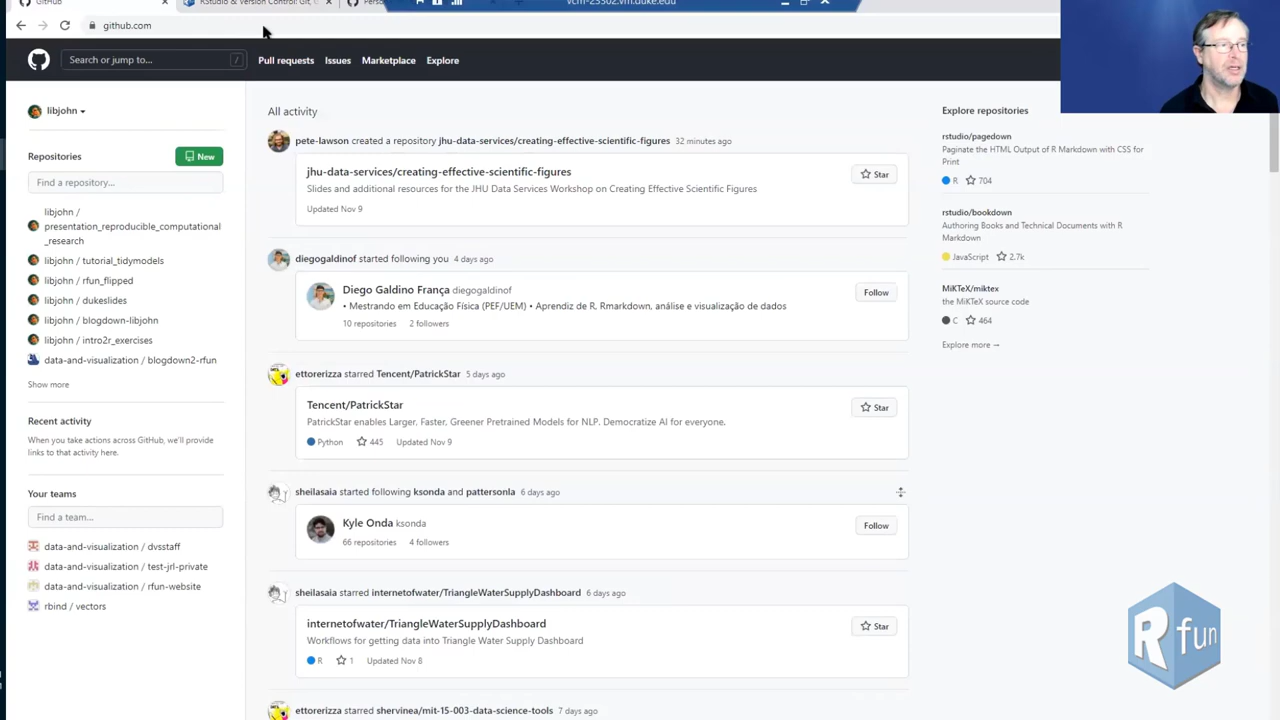 GitHub
RStudio & Version Control: Git,
Perso
vcm-23302.vm.duke.edu
github.com
Search or jump to...
/
Pull requests
Issues
Marketplace
Explore
libjohn
Repositories
New
Find a repository...
libjohn /
presentation_reproducible_computational
_research
libjohn / tutorial_tidymodels
libjohn / rfun_flipped
libjohn / dukeslides
libjohn / blogdown-libjohn
libjohn / intro2r_exercises
data-and-visualization / blogdown2-rfun
Show more
Recent activity
When you take actions across GitHub, we'll provide
links to that activity here.
Your teams
Find a team...
data-and-visualization / dvsstaff
data-and-visualization / test-jrl-private
data-and-visualization / rfun-website
rbind / vectors
All activity
pete-lawson created a repository jhu-data-services/creating-effective-scientific-figures 32 minutes ago
jhu-data-services/creating-effective-scientific-figures
Star
Slides and additional resources for the JHU Data Services Workshop on Creating Effective Scientific Figures
Updated Nov 9
diegogaldinof started following you 4 days ago
Diego Galdino França diegogaldinof
Follow
• Mestrando em Educação Física (PEF/UEM) • Aprendiz de R, Rmarkdown, análise e visualização de dados
10 repositories 2 followers
ettorerizza starred Tencent/PatrickStar 5 days ago
Tencent/PatrickStar
Star
PatrickStar enables Larger, Faster, Greener Pretrained Models for NLP. Democratize AI for everyone.
Python 445 Updated Nov 9
sheilasaia started following ksonda and pattersonla 6 days ago
Kyle Onda ksonda
Follow
66 repositories 4 followers
sheilasaia starred internetofwater/TriangleWaterSupplyDashboard 6 days ago
internetofwater/TriangleWaterSupplyDashboard
Star
Workflows for getting data into Triangle Water Supply Dashboard
R 1 Updated Nov 8
ettorerizza starred shervinea/mit-15-003-data-science-tools 7 days ago
Explore repositories
rstudio/pagedown
Paginate the HTML Output of R Markdown with CSS for
Print
R 704
rstudio/bookdown
Authoring Books and Technical Documents with R
Markdown
JavaScript 2.7k
MiKTeX/miktex
the MiKTeX source code
C 464
Explore more →
R fun